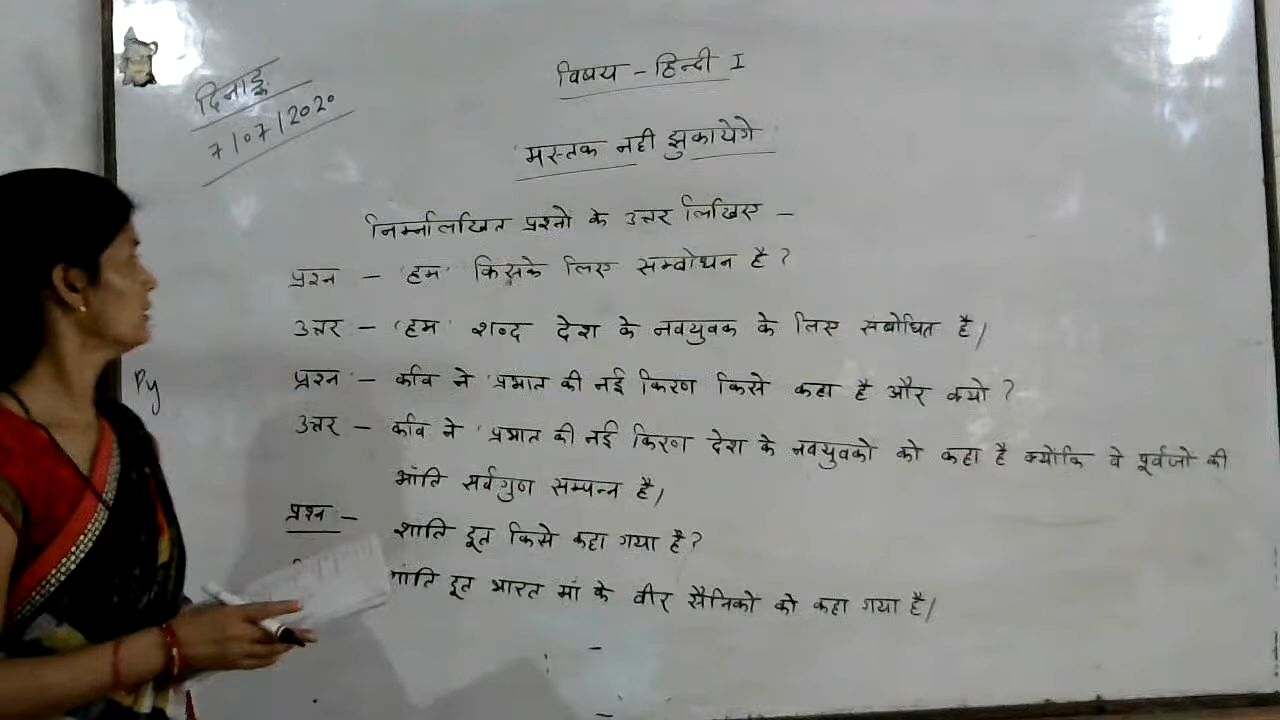 दिनाङ्क
7/07/2020
विषय - हिन्दी I
मस्तक नही झुकायेगे
निम्नलिखित प्रश्नो के उत्तर लिखिए -
प्रश्न - 'हम' किसके लिए सम्बोधन है?
उत्तर - 'हम' शब्द देश के नवयुवक के लिए संबोधित है।
प्रश्न - कवि ने 'प्रभात की नई किरण किसे कहा है और क्यो ?
उत्तर - कवि ने 'प्रभात की नई किरण देश के नवयुवको को कहा है क्योकि वे पूर्वजो की
भांति सर्वगुण सम्पन्न है।
प्रश्न - शांति दूत किसे कहा गया है?
शांति दूत भारत मां के वीर सैनिको को कहा गया है।
Py